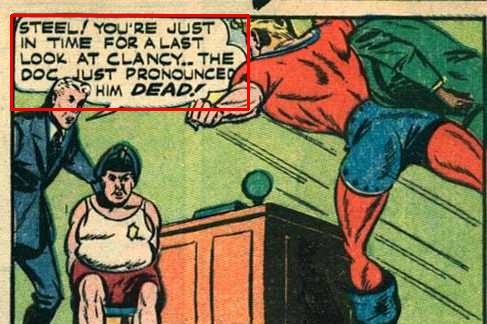 STEEL! YOU'RE JUST
IN TIME FOR A LAST
LOOK AT CLANCY.. THE
DOC JUST PRONOUNCED
HIM DEAD!